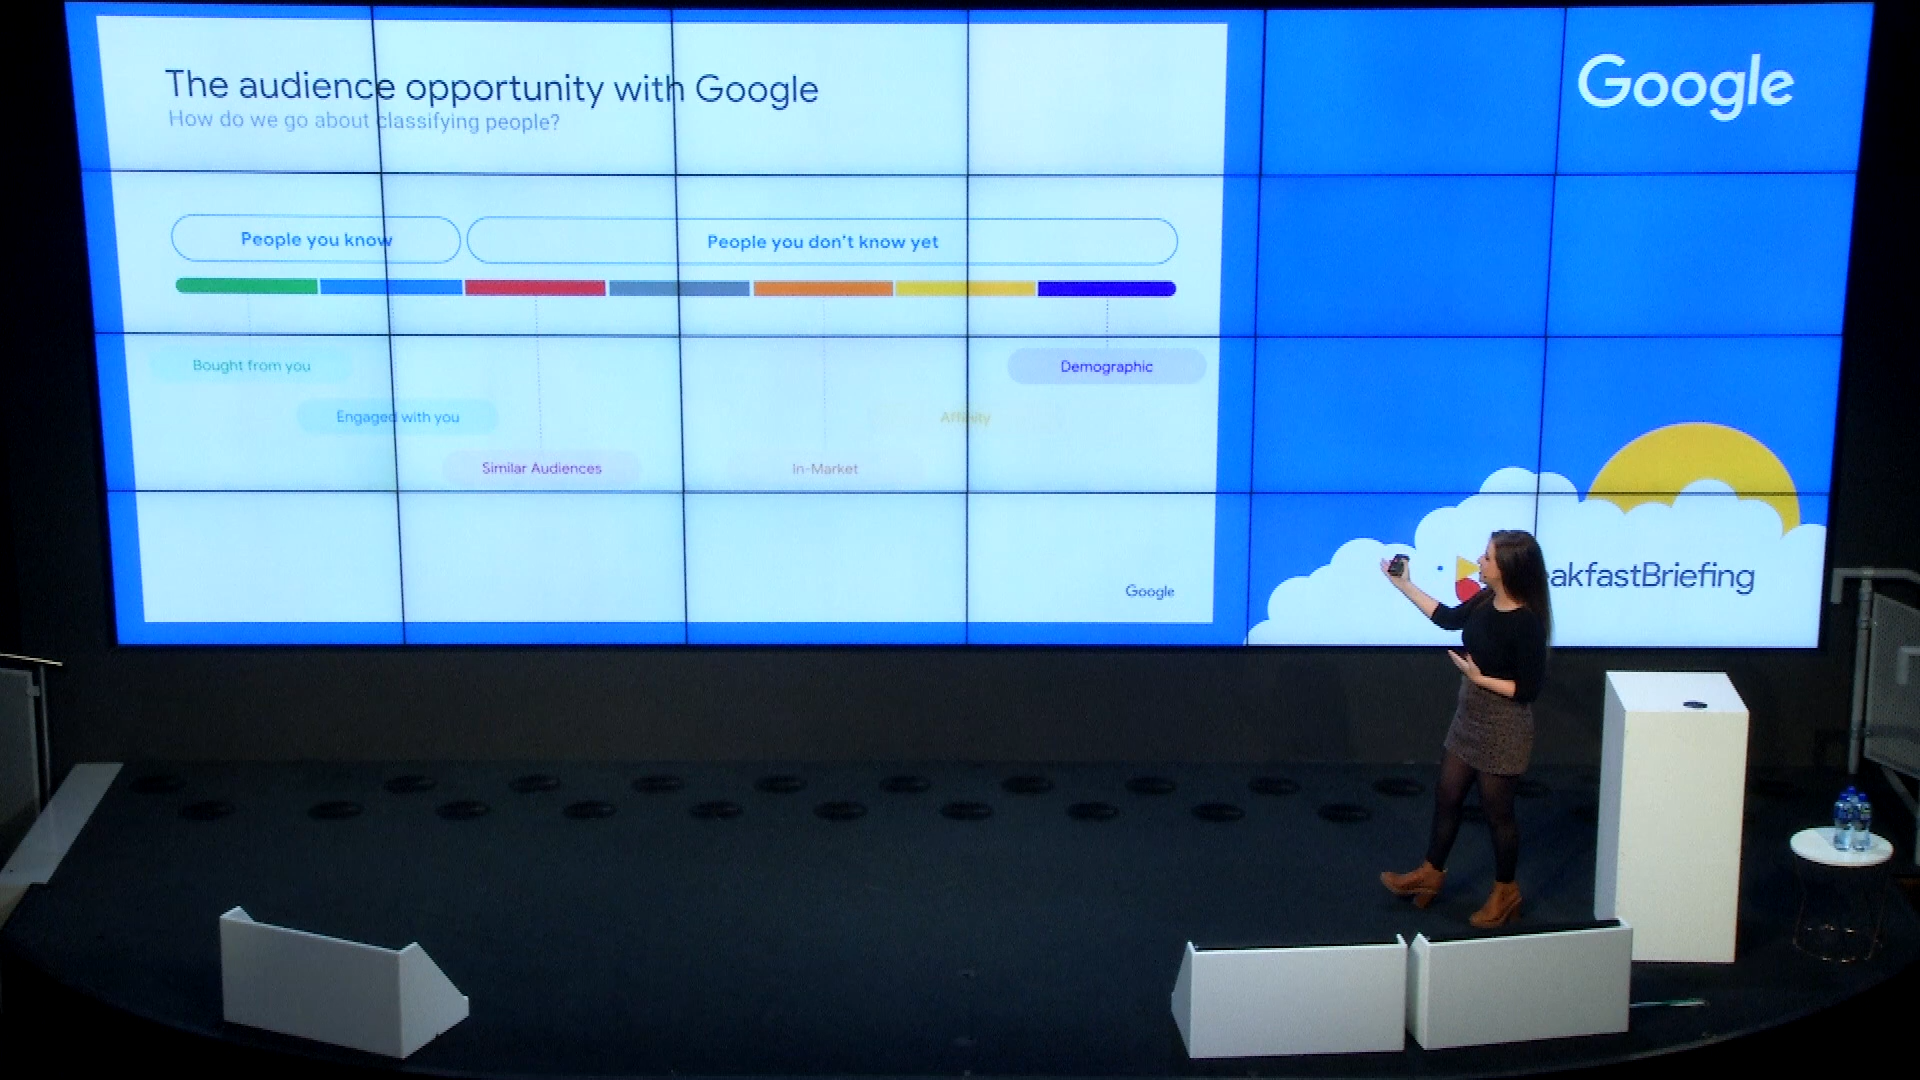 The audience opportunity with Google
How do we go about classifying people?
Google
People you know
People you don't know yet
Bought from you
Demographic
Engaged with you
Affinity
Similar Audiences
In-Market
eakfastBriefing
Google